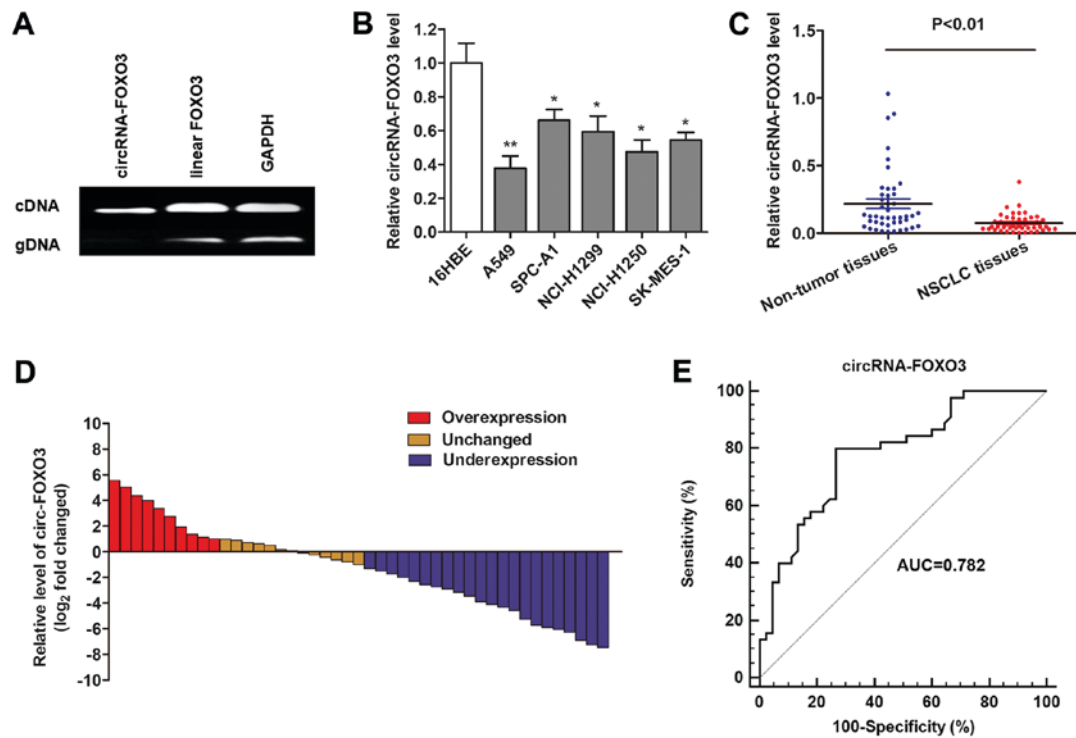 A
circRNA-FOXO3
linear FOXO3
GAPDH
cDNA
gDNA
B
Relative circRNA-FOXO3 level
1.2
1.0
0.8
0.6
0.4
0.2
0.0
**
*
*
*
*
16HBE
A549
SPC-A1
NCI-H1299
NCI-H1250
SK-MES-1
C
Relative circRNA-FOXO3 level
P<0.01
1.5
1.0
0.5
0.0
Non-tumor tissues
NSCLC tissues
D
Relative level of circ-FOXO3
(log2 fold changed)
10
8
6
4
2
0
-2
-4
-6
-8
-10
Overexpression
Unchanged
Underexpression
E
circRNA-FOXO3
Sensitivity (%)
100
80
60
40
20
0
AUC=0.782
0
20
40
60
80
100
100-Specificity (%)